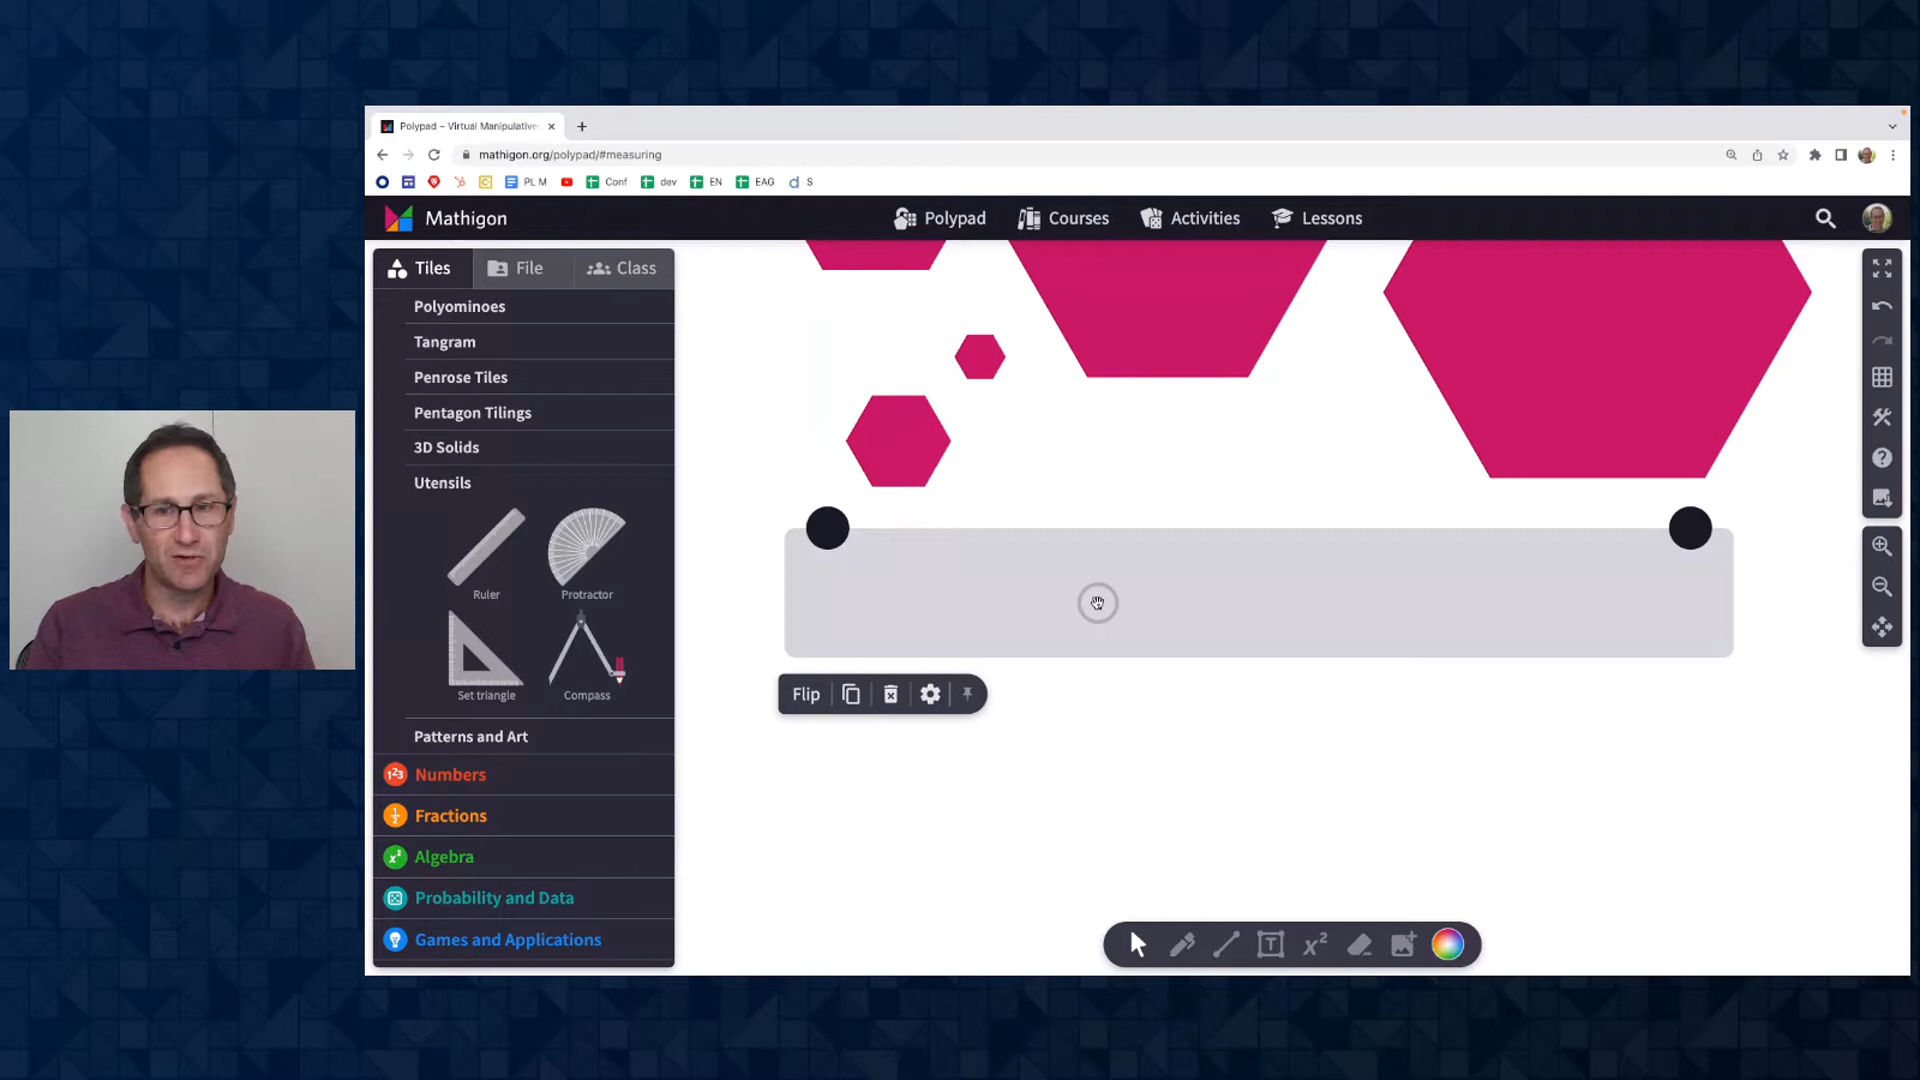 Polypad – Virtual Manipulative
mathigon.org/polypad/#measuring
PL M
Conf
dev
EN
EAG
S
Mathigon
Polypad
Courses
Activities
Lessons
Tiles
File
Class
Polyominoes
Tangram
Penrose Tiles
Pentagon Tilings
3D Solids
Utensils
Ruler
Protractor
Set triangle
Compass
Patterns and Art
Numbers
Fractions
Algebra
Probability and Data
Games and Applications
Flip